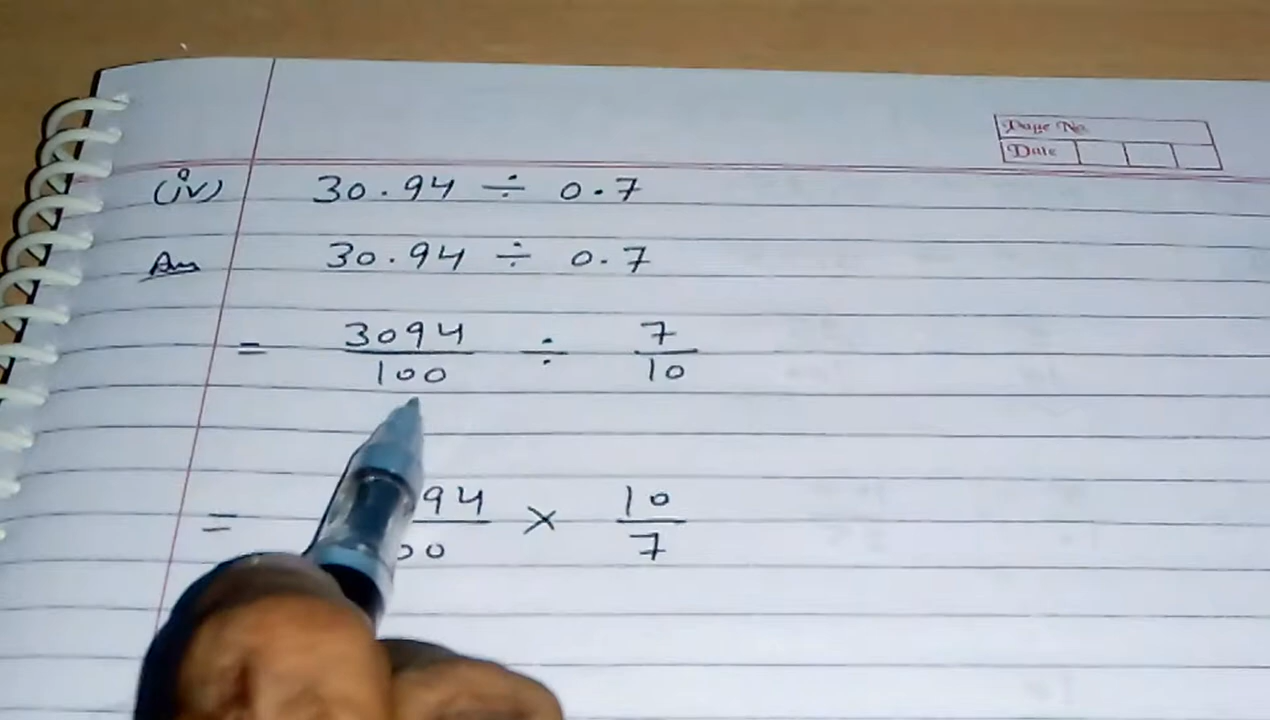 Page No.
Date
(iv) 30.94 ÷ 0.7
Ans 30.94 ÷ 0.7
= 3094/100 ÷ 7/10
= 94/00 × 10/7